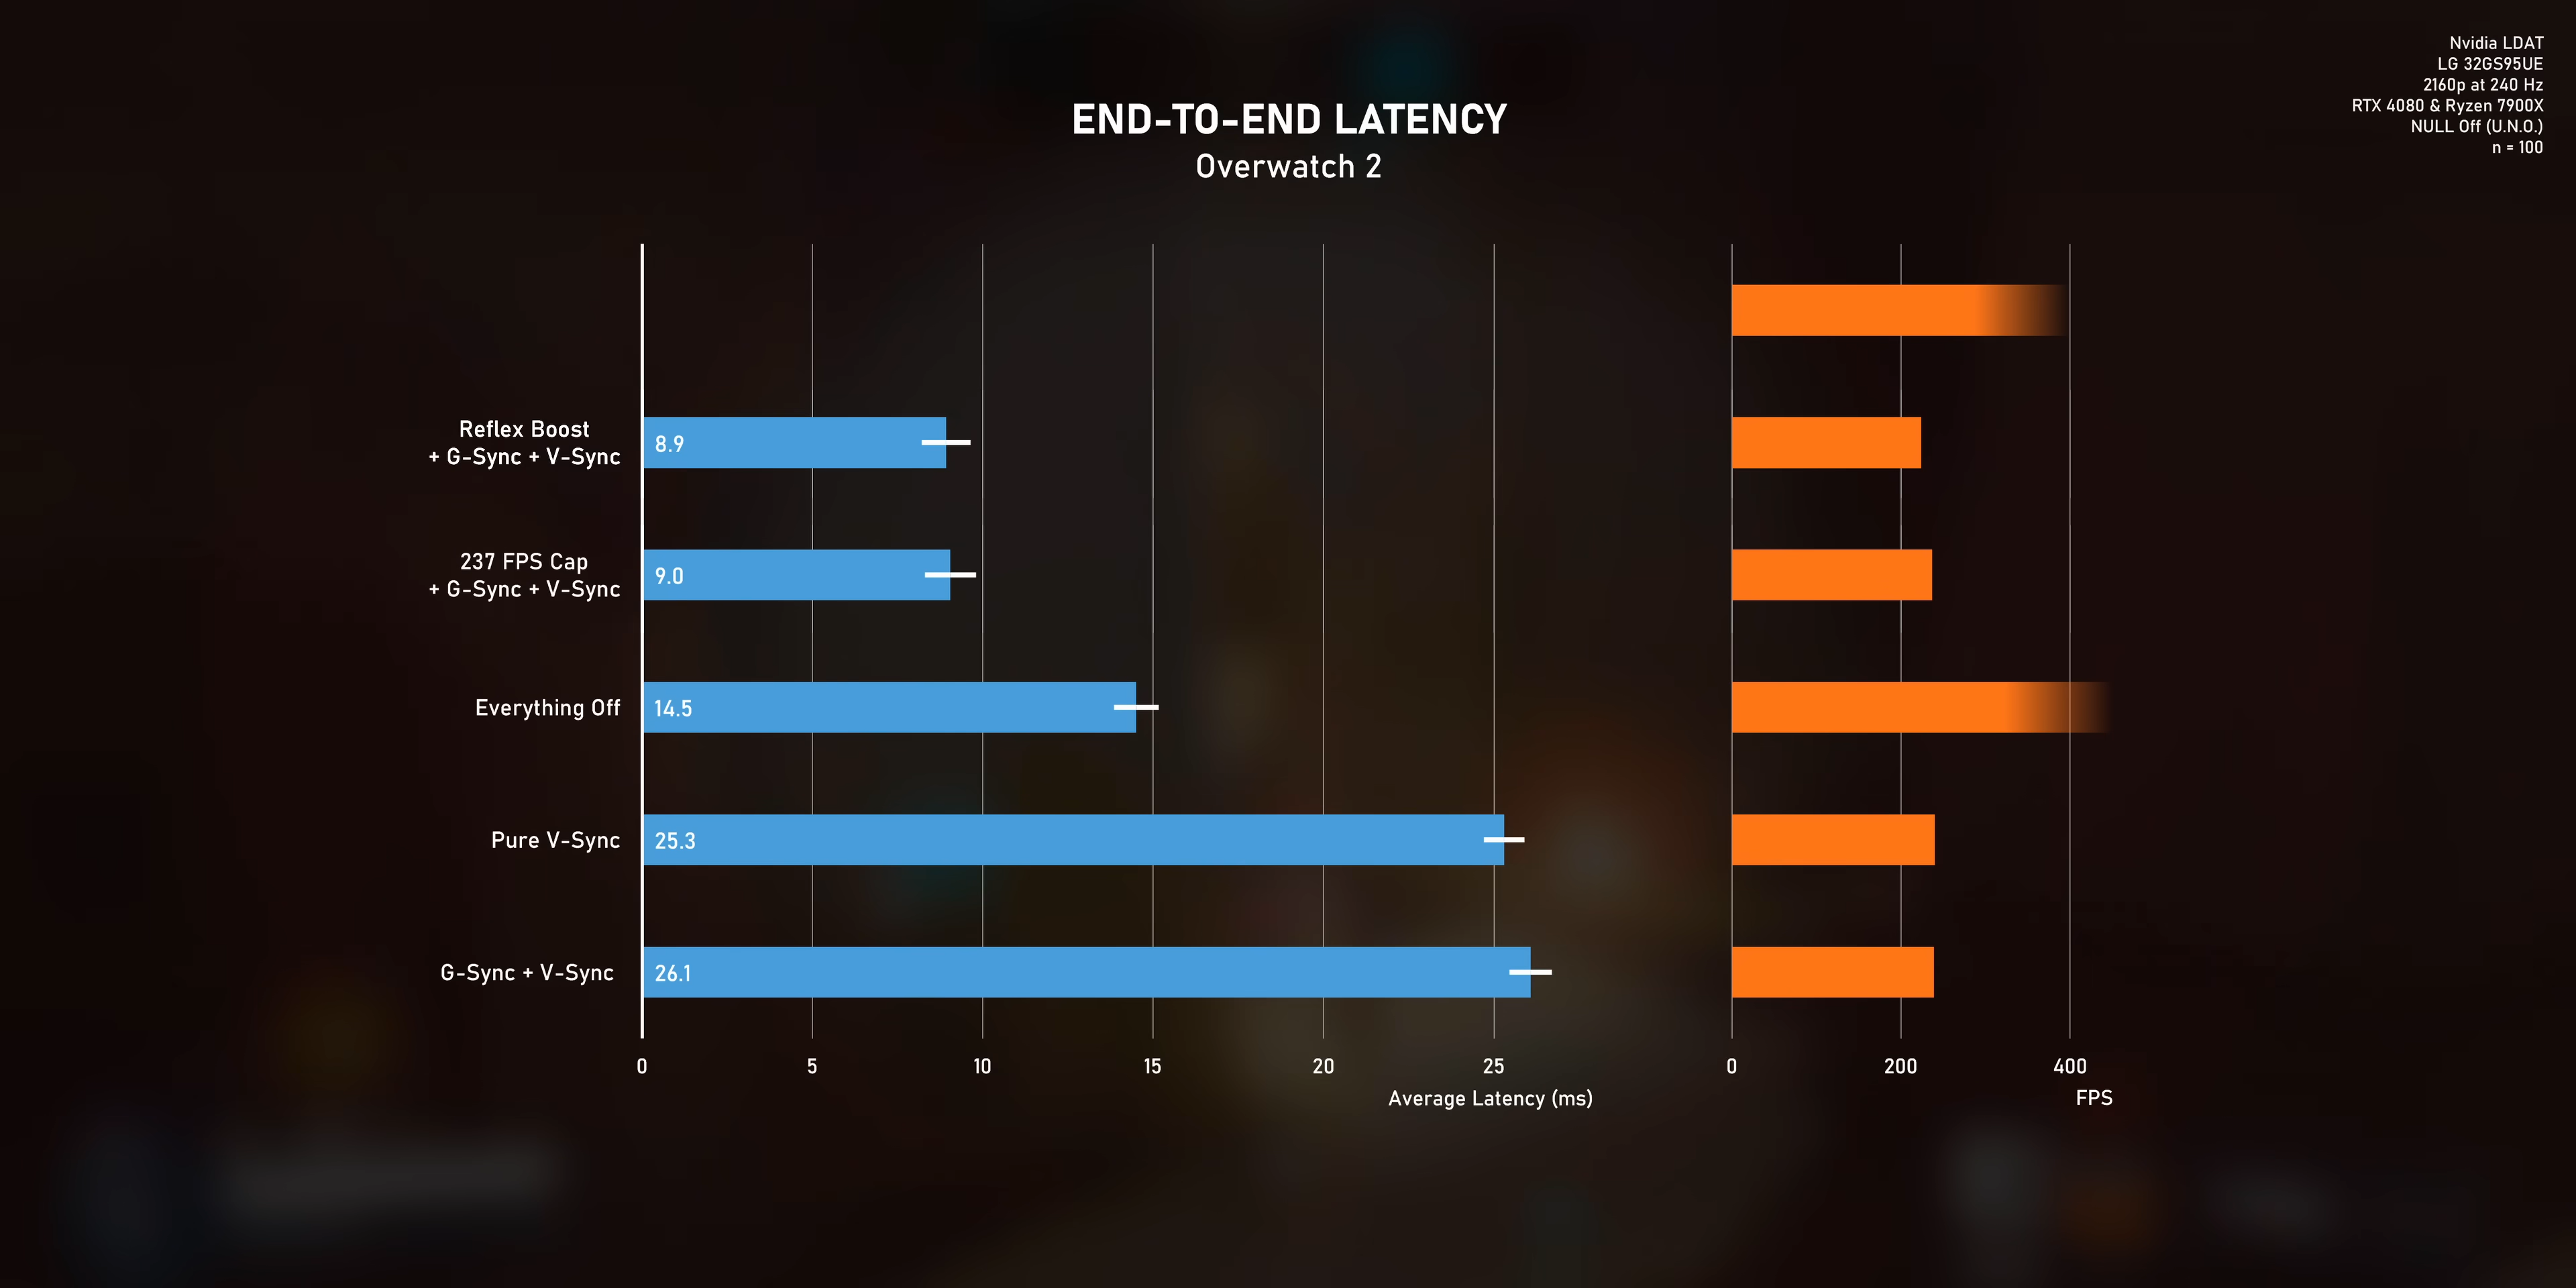 Nvidia LDAT
LG 32GS95UE
2160p at 240 Hz
RTX 4080 & Ryzen 7900X
NULL Off (U.N.O.)
n = 100
END-TO-END LATENCY
Overwatch 2
Reflex Boost
+ G-Sync + V-Sync
8.9
237 FPS Cap
+ G-Sync + V-Sync
9.0
Everything Off
14.5
Pure V-Sync
25.3
G-Sync + V-Sync
26.1
0 5 10 15 20 25
Average Latency (ms)
0 200 400
FPS